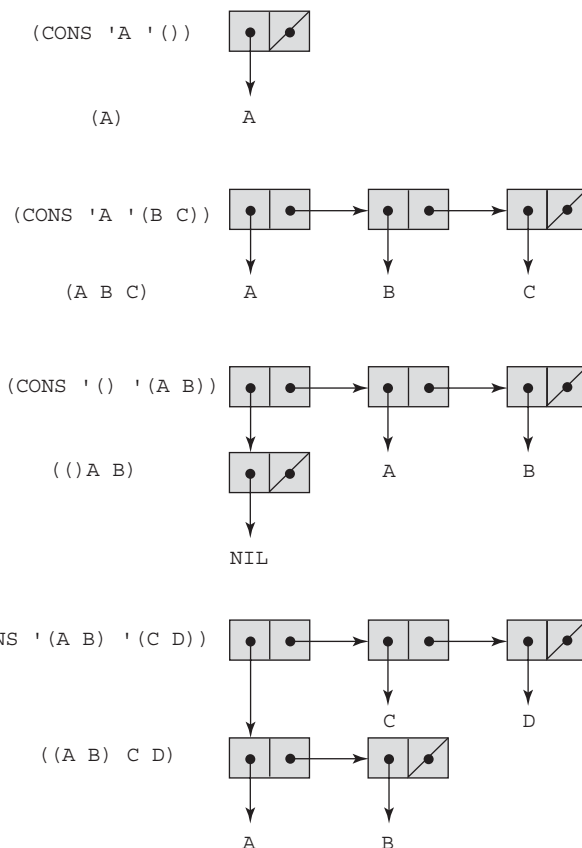 (CONS 'A '())
(A) A
(CONS 'A '(B C))
(A B C) A B C
(CONS '() '(A B))
(()A B) A B
NIL
NS '(A B) '(C D))
C D
((A B) C D)
A B